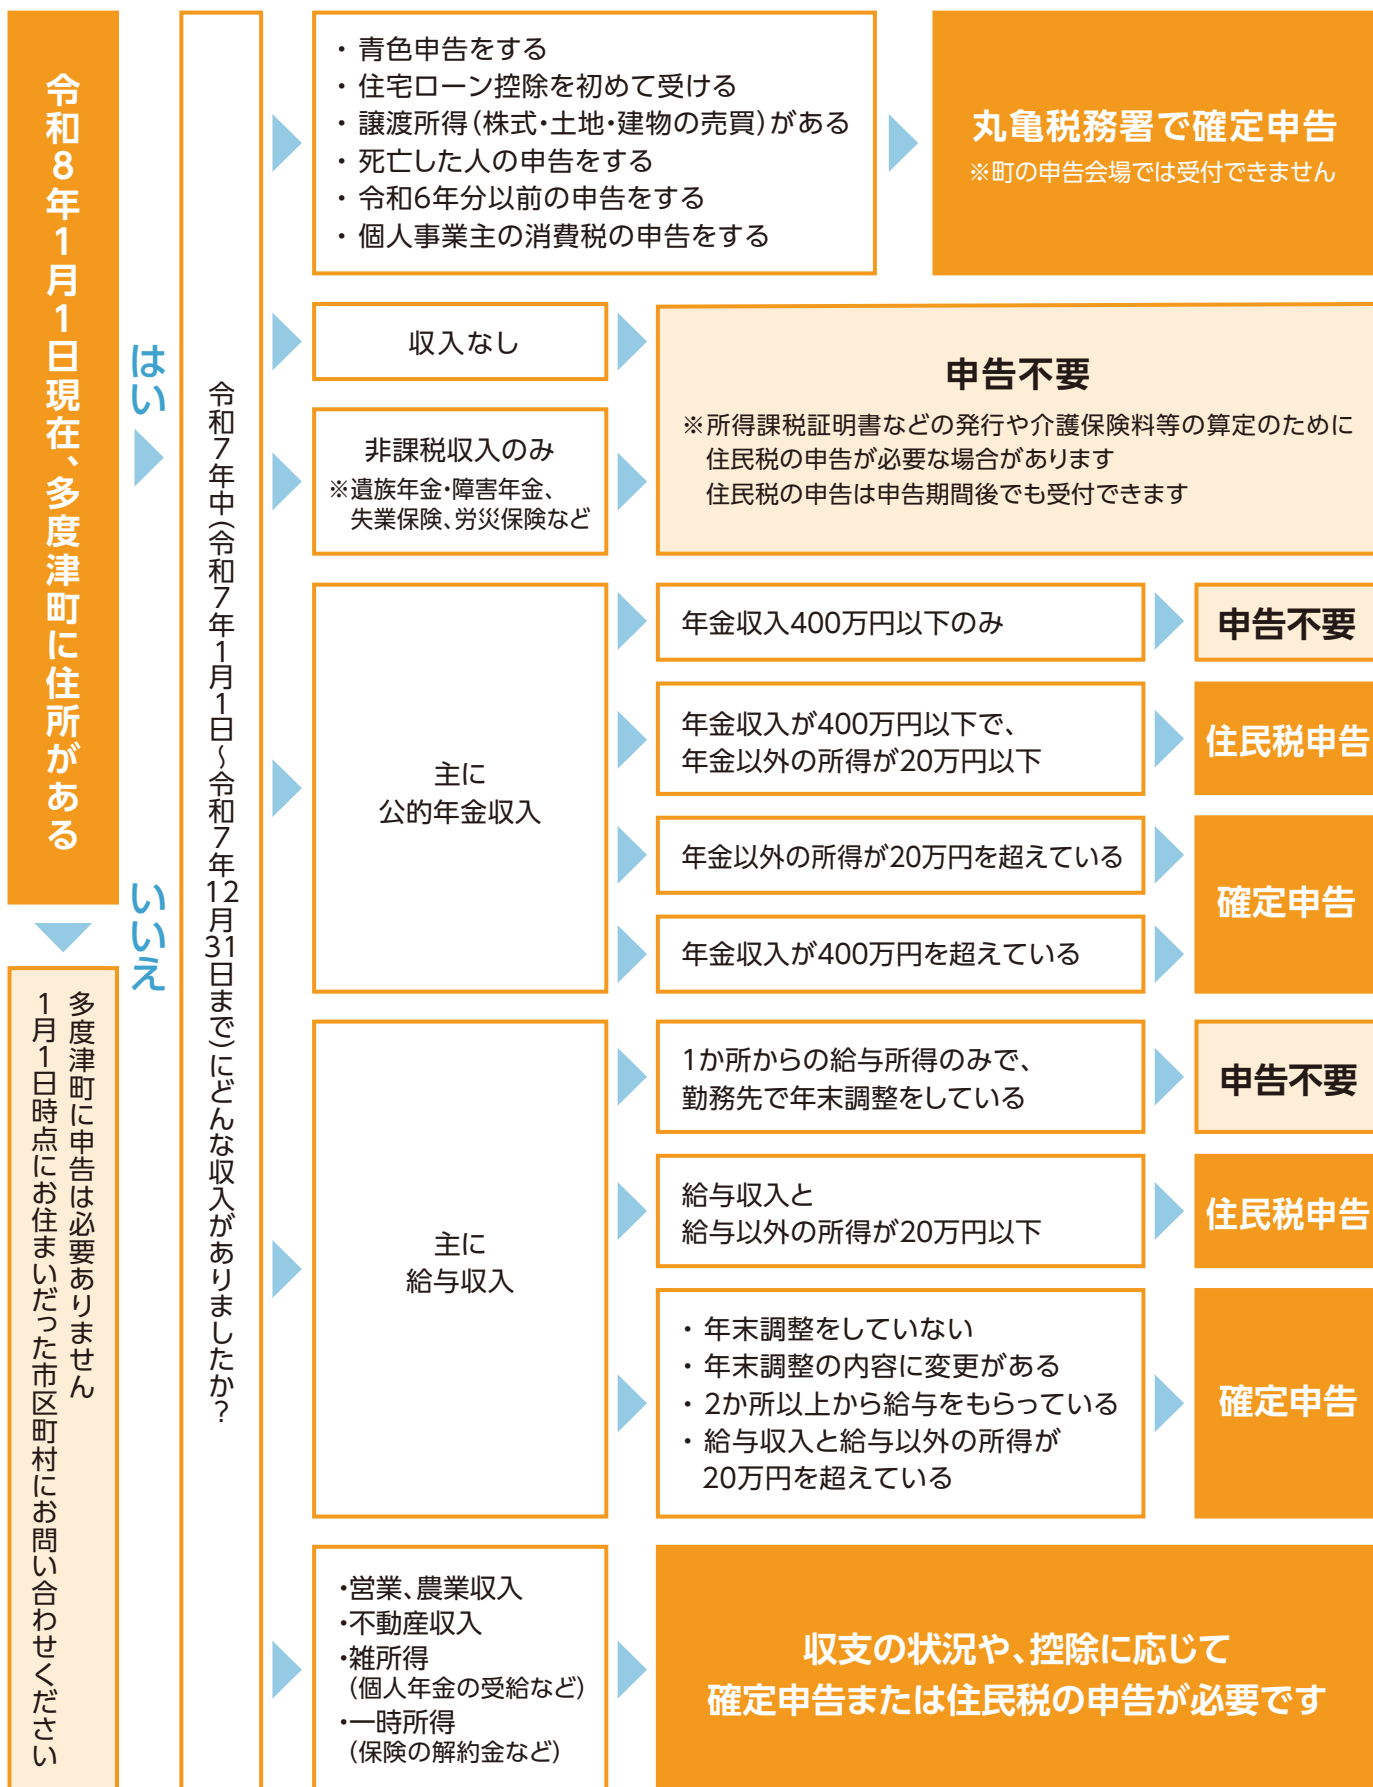 令和8年1月1日現在、多度津町に住所がある
はい
いいえ
多度津町に申告は必要ありません
1月1日時点にお住まいだった市区町村にお問い合わせください
令和7年中(令和7年1月1日~令和7年12月31日まで)にどんな収入がありましたか?
・青色申告をする
・住宅ローン控除を初めて受ける
・譲渡所得(株式・土地・建物の売買)がある
・死亡した人の申告をする
・令和6年分以前の申告をする
・個人事業主の消費税の申告をする
丸亀税務署で確定申告
※町の申告会場では受付できません
収入なし
非課税収入のみ
※遺族年金・障害年金、
失業保険、労災保険など
申告不要
※所得課税証明書などの発行や介護保険料等の算定のために
住民税の申告が必要な場合があります
住民税の申告は申告期間後でも受付できます
主に
公的年金収入
年金収入400万円以下のみ
申告不要
年金収入が400万円以下で、
年金以外の所得が20万円以下
住民税申告
年金以外の所得が20万円を超えている
年金収入が400万円を超えている
確定申告
主に
給与収入
1か所からの給与所得のみで、
勤務先で年末調整をしている
申告不要
給与収入と
給与以外の所得が20万円以下
住民税申告
・年末調整をしていない
・年末調整の内容に変更がある
・2か所以上から給与をもらっている
・給与収入と給与以外の所得が
20万円を超えている
確定申告
・営業、農業収入
・不動産収入
・雑所得
(個人年金の受給など)
・一時所得
(保険の解約金など)
収支の状況や、控除に応じて
確定申告または住民税の申告が必要です